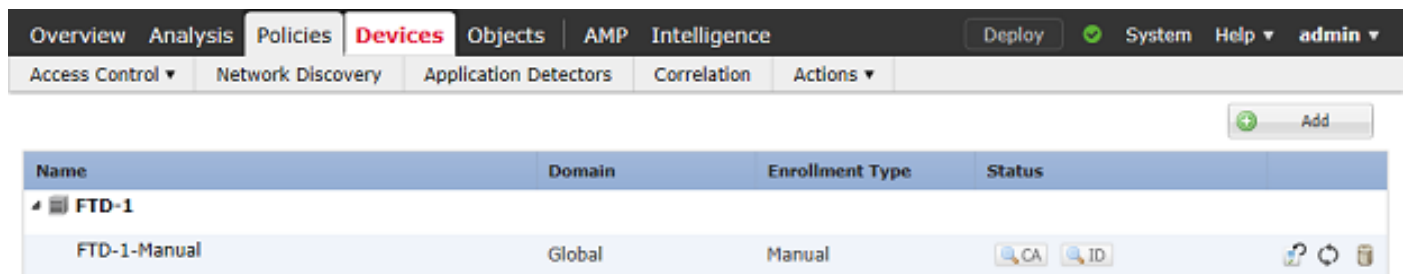 Overview Analysis Policies Devices Objects AMP Intelligence Deploy System Help ▾ admin ▾
Access Control ▾ Network Discovery Application Detectors Correlation Actions ▾
Add
Name Domain Enrollment Type Status
FTD-1
FTD-1-Manual Global Manual CA ID